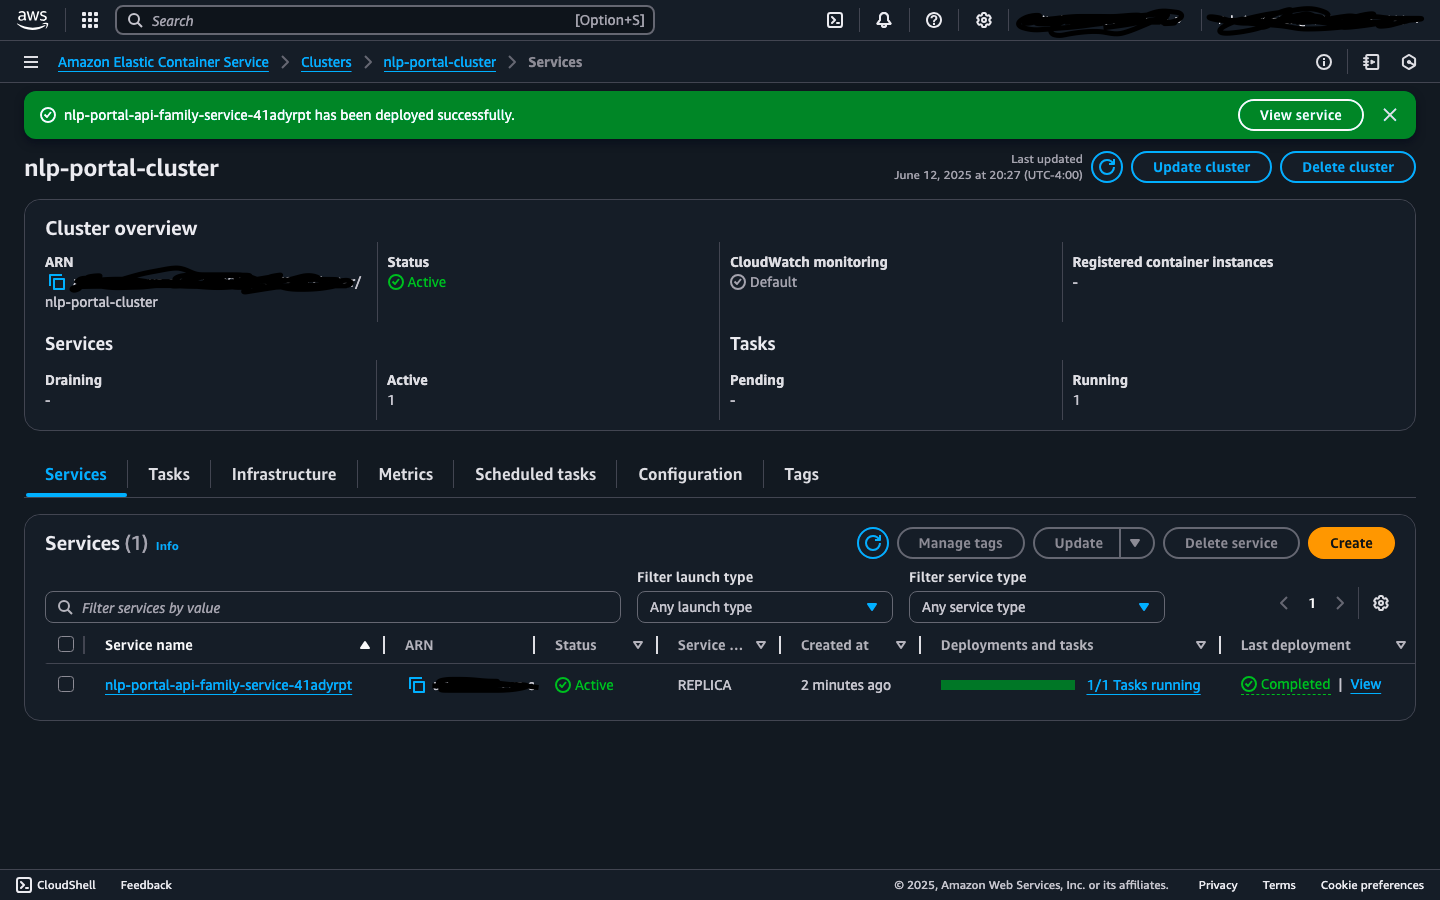 aws
Search
[Option+S]
Amazon Elastic Container Service
Clusters
nlp-portal-cluster
Services
nlp-portal-api-family-service-41adyrpt has been deployed successfully.
View service
nlp-portal-cluster
Last updated
June 12, 2025 at 20:27 (UTC-4:00)
Update cluster
Delete cluster
Cluster overview
ARN
/
nlp-portal-cluster
Status
Active
CloudWatch monitoring
Default
Registered container instances
-
Services
Tasks
Draining
-
Active
1
Pending
-
Running
1
Services
Tasks
Infrastructure
Metrics
Scheduled tasks
Configuration
Tags
Services (1) Info
Manage tags
Update
Delete service
Create
Filter launch type
Filter service type
Filter services by value
Any launch type
Any service type
1
Service name
ARN
Status
Service ...
Created at
Deployments and tasks
Last deployment
nlp-portal-api-family-service-41adyrpt
Active
REPLICA
2 minutes ago
1/1 Tasks running
Completed | View
CloudShell
Feedback
© 2025, Amazon Web Services, Inc. or its affiliates.
Privacy
Terms
Cookie preferences